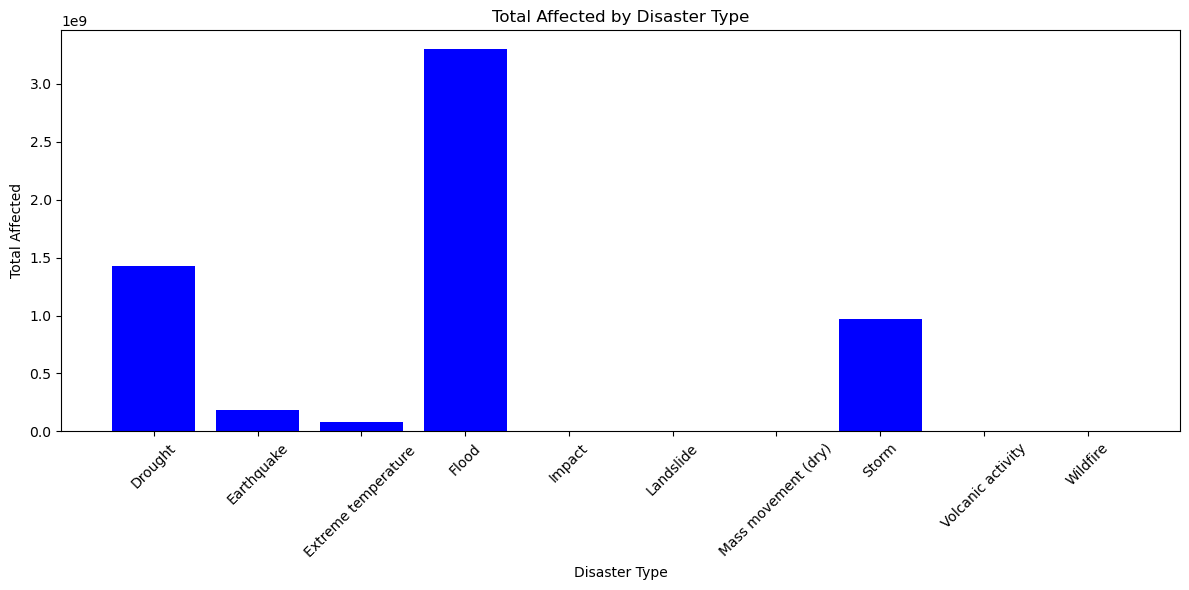 Total Affected by Disaster Type
1e9
3.0
2.5
2.0
1.5
1.0
0.5
0.0
Total Affected
Drought
Earthquake
Extreme temperature
Flood
Impact
Landslide
Mass movement (dry)
Storm
Volcanic activity
Wildfire
Disaster Type